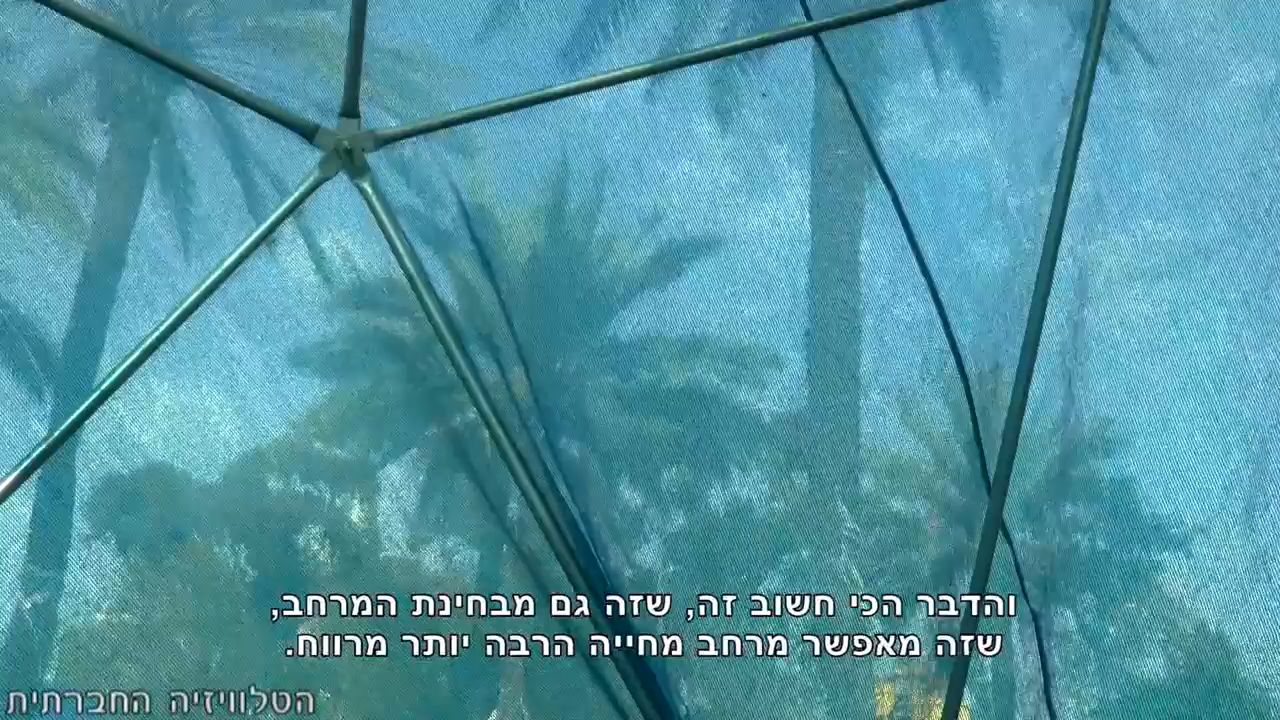 והדבר הכי חשוב זה, שזה גם מבחינת המרחב,
שזה מאפשר מרחב מחייה הרבה יותר מרווח.
הטלוויזיה החברתית